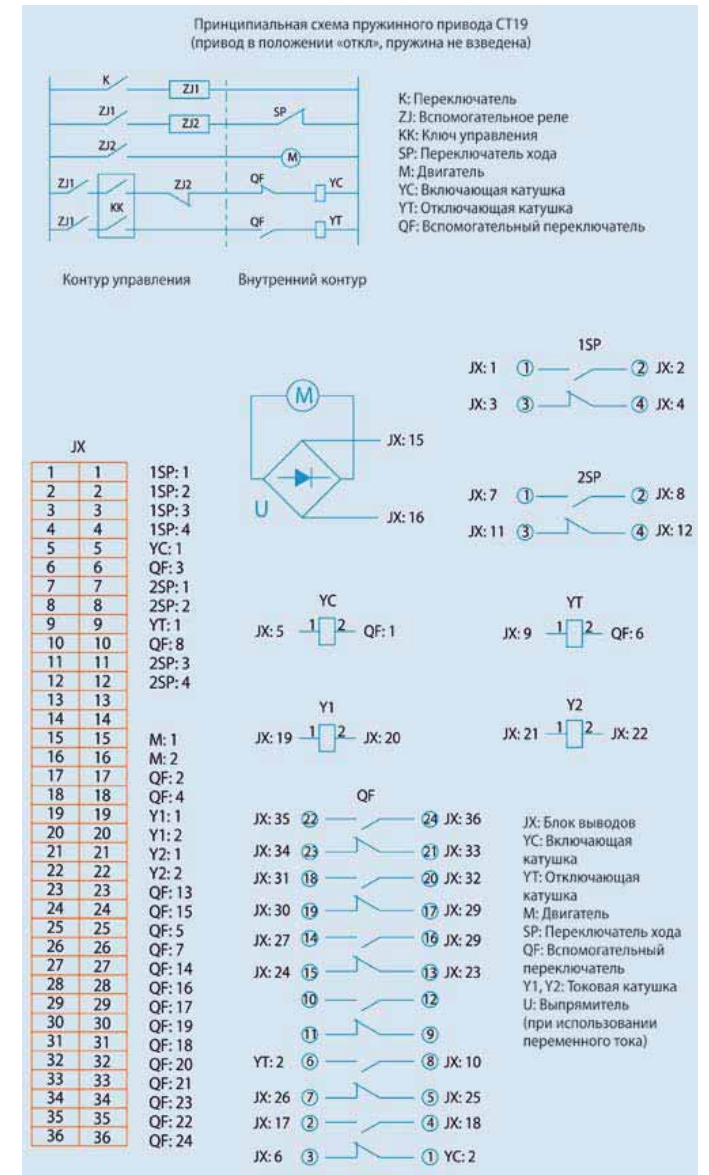 Принципиальная схема пружинного привода СТ19
(привод в положении «откл», пружина не взведена)
K
ZJ1
ZJ1
ZJ2
SP
ZJ2
M
ZJ1
KK
ZJ2
QF
YC
ZJ1
QF
YT
Контур управления
Внутренний контур
K: Переключатель
ZJ: Вспомогательное реле
KK: Ключ управления
SP: Переключатель хода
M: Двигатель
YC: Включающая катушка
YT: Отключающая катушка
QF: Вспомогательный переключатель
1SP
JX: 1 1 2 JX: 2
JX: 3 3 4 JX: 4
2SP
JX: 7 1 2 JX: 8
JX: 11 3 4 JX: 12
M
U
JX: 15
JX: 16
YC
JX: 5 1 2 QF: 1
YT
JX: 9 1 2 QF: 6
Y1
JX: 19 1 2 JX: 20
Y2
JX: 21 1 2 JX: 22
JX
1 1 1SP: 1
2 2 1SP: 2
3 3 1SP: 3
4 4 1SP: 4
5 5 YC: 1
6 6 QF: 3
7 7 2SP: 1
8 8 2SP: 2
9 9 YT: 1
10 10 QF: 8
11 11 2SP: 3
12 12 2SP: 4
13 13
14 14
15 15 M: 1
16 16 M: 2
17 17 QF: 2
18 18 QF: 4
19 19 Y1: 1
20 20 Y1: 2
21 21 Y2: 1
22 22 Y2: 2
23 23 QF: 13
24 24 QF: 15
25 25 QF: 5
26 26 QF: 7
27 27 QF: 14
28 28 QF: 16
29 29 QF: 17
30 30 QF: 19
31 31 QF: 18
32 32 QF: 20
33 33 QF: 21
34 34 QF: 23
35 35 QF: 22
36 36 QF: 24
QF
JX: 35 22 24 JX: 36
JX: 34 23 21 JX: 33
JX: 31 18 20 JX: 32
JX: 30 19 17 JX: 29
JX: 27 14 16 JX: 29
JX: 24 15 13 JX: 23
10 12
11 9
YT: 2 6 8 JX: 10
JX: 26 7 5 JX: 25
JX: 17 2 4 JX: 18
JX: 6 3 1 YC: 2
JX: Блок выводов
YC: Включающая
катушка
YT: Отключающая
катушка
M: Двигатель
SP: Переключатель хода
QF: Вспомогательный
переключатель
Y1, Y2: Токовая катушка
U: Выпрямитель
(при использовании
переменного тока)